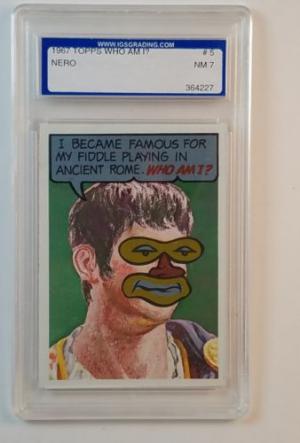 WWW.IGSGRADING.COM
1967 TOPPS WHO AM I? # 5
NERO NM 7
364227
I BECAME FAMOUS FOR
MY FIDDLE PLAYING IN
ANCIENT ROME. WHO AM I?